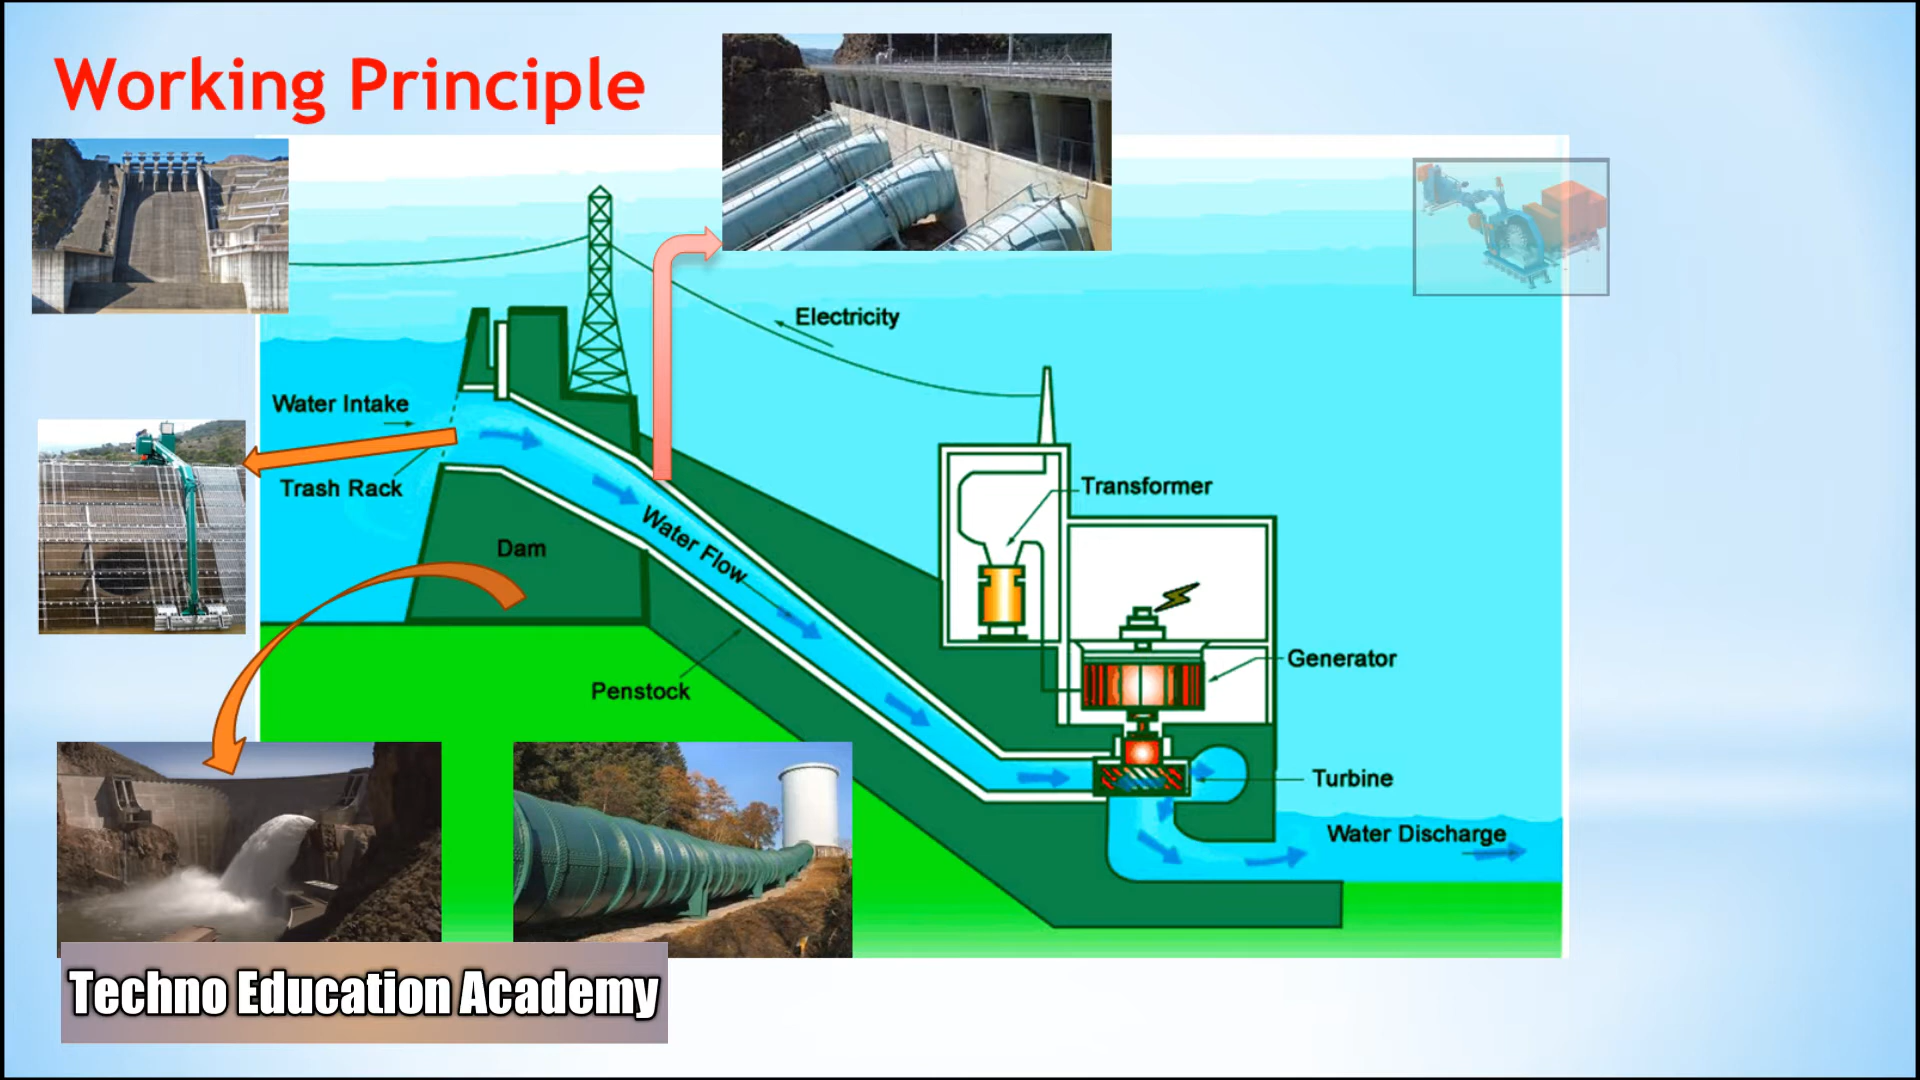 Working Principle
Electricity
Water Intake
Trash Rack
Transformer
Dam
Water Flow
Generator
Penstock
Turbine
Water Discharge
Techno Education Academy